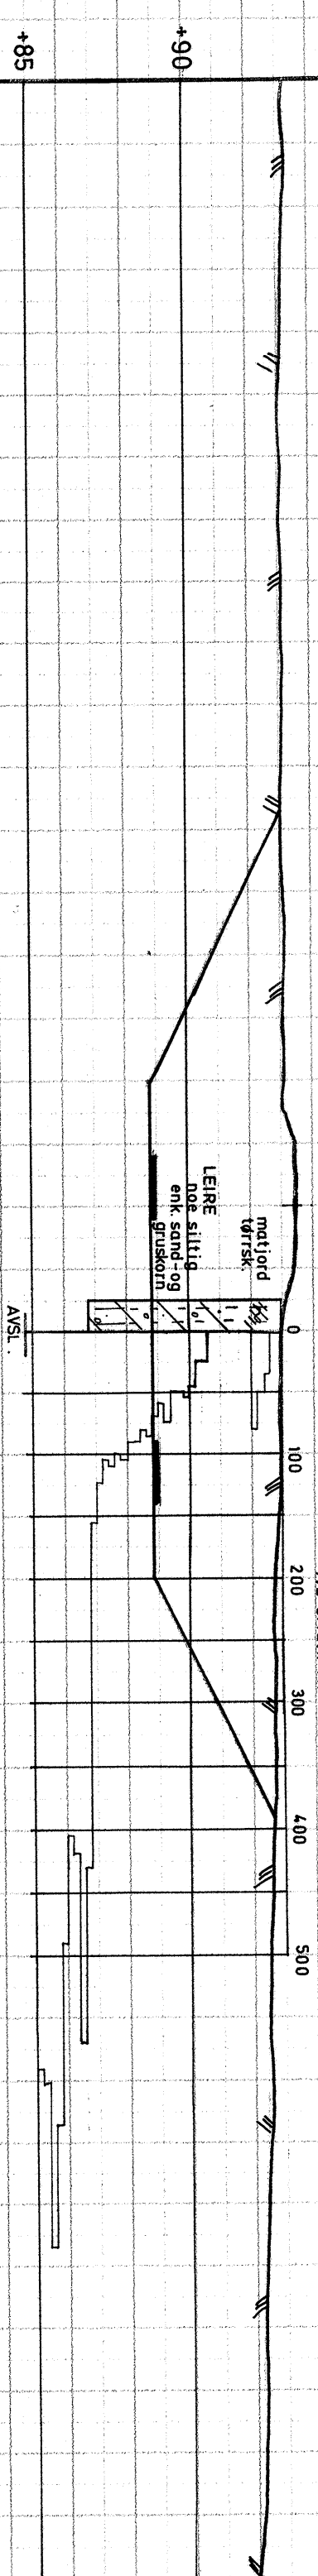 +90
+85
matjord
tørrsk.
LEIRE
noe siltig
enk. sand-og
gruskorn
0
100
200
300
400
500
AVSL.